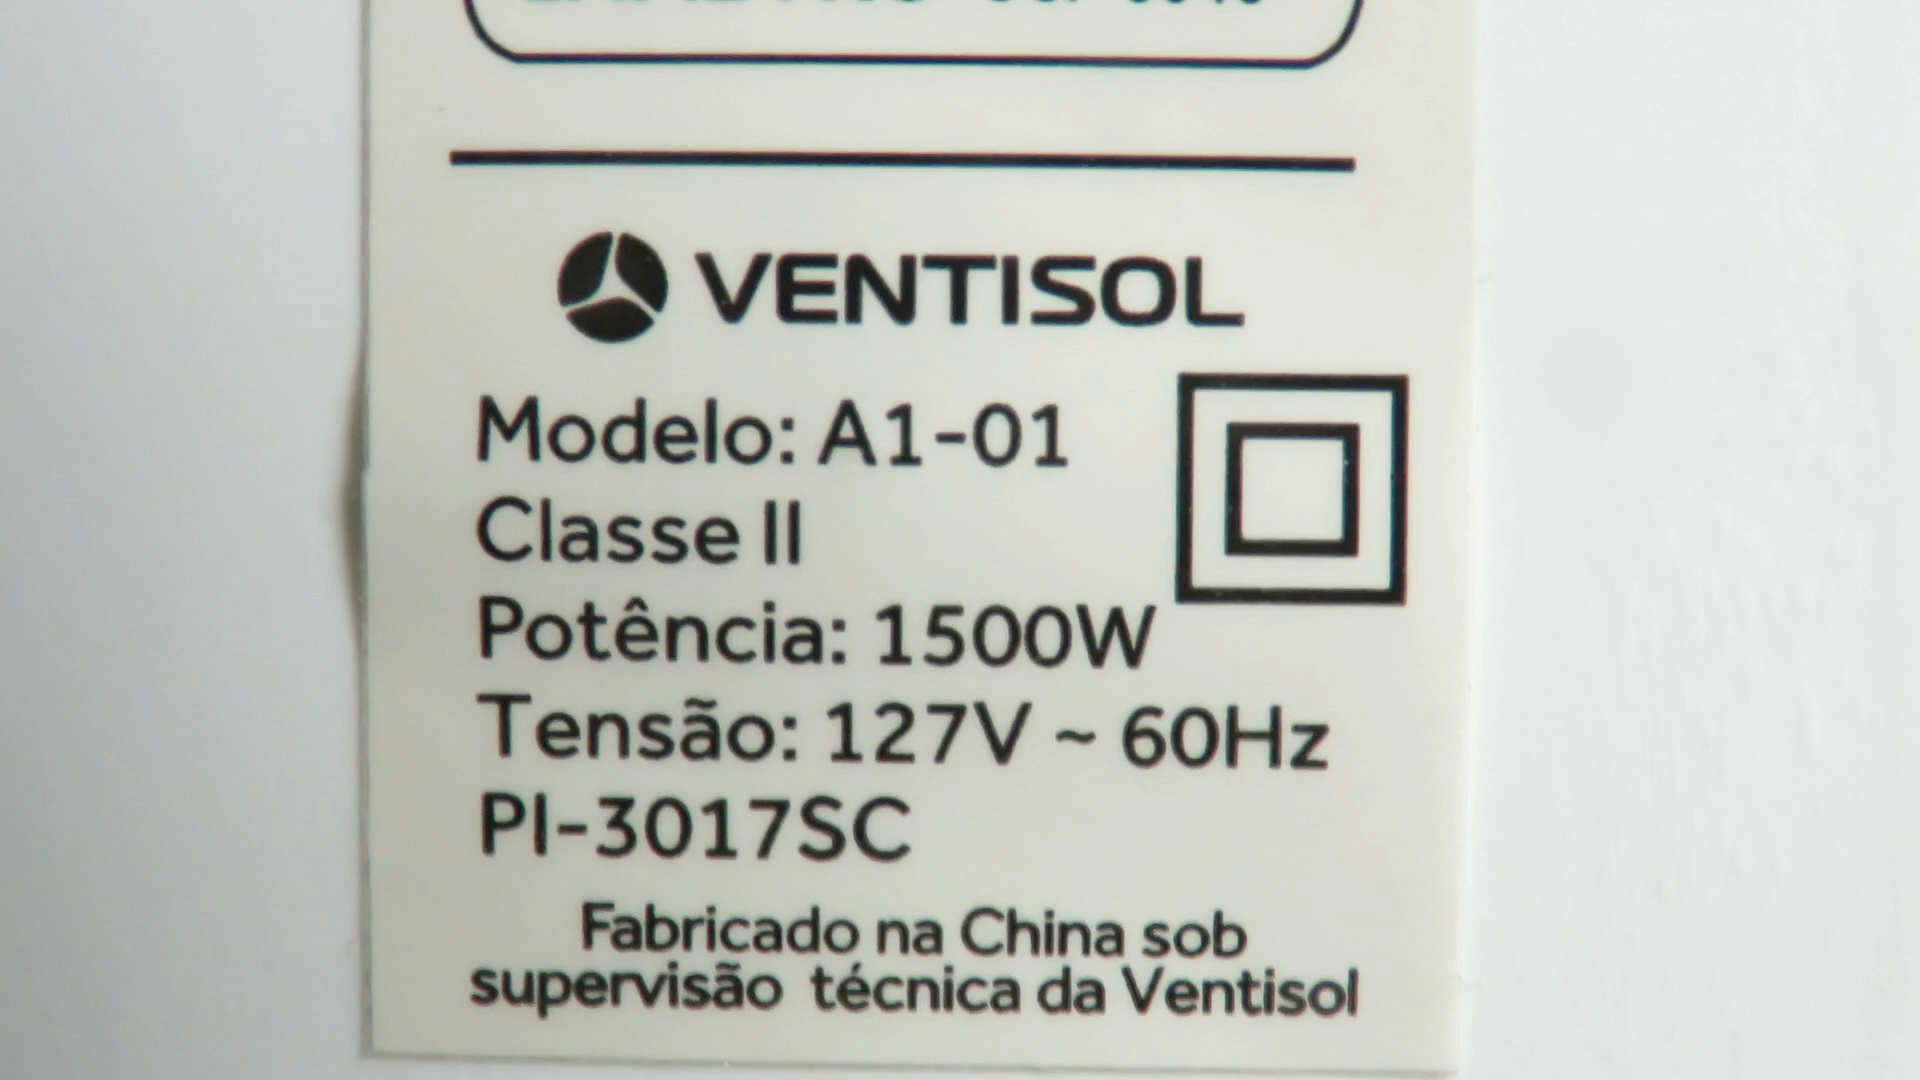 VENTISOL
Modelo: A1-01
Classe II
Potência: 1500W
Tensão: 127V ~ 60Hz
PI-3017SC
Fabricado na China sob
supervisão técnica da Ventisol